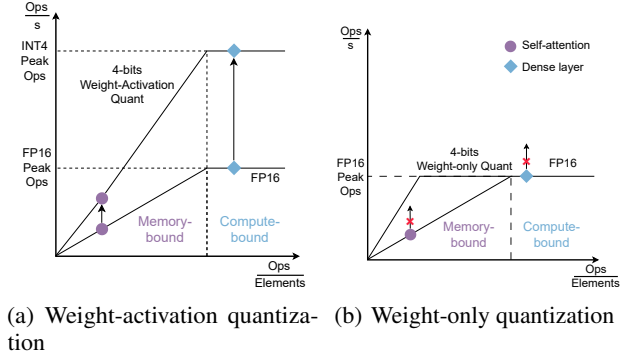 Ops
s
INT4
Peak
Ops
4-bits
Weight-Activation
Quant
FP16
Peak
Ops
FP16
Memory-
bound
Compute-
bound
Ops
Elements
(a) Weight-activation quantiza-
tion
Ops
s
Self-attention
Dense layer
4-bits
Weight-only Quant
FP16
Peak
Ops
FP16
Memory-
bound
Compute-
bound
Ops
Elements
(b) Weight-only quantization